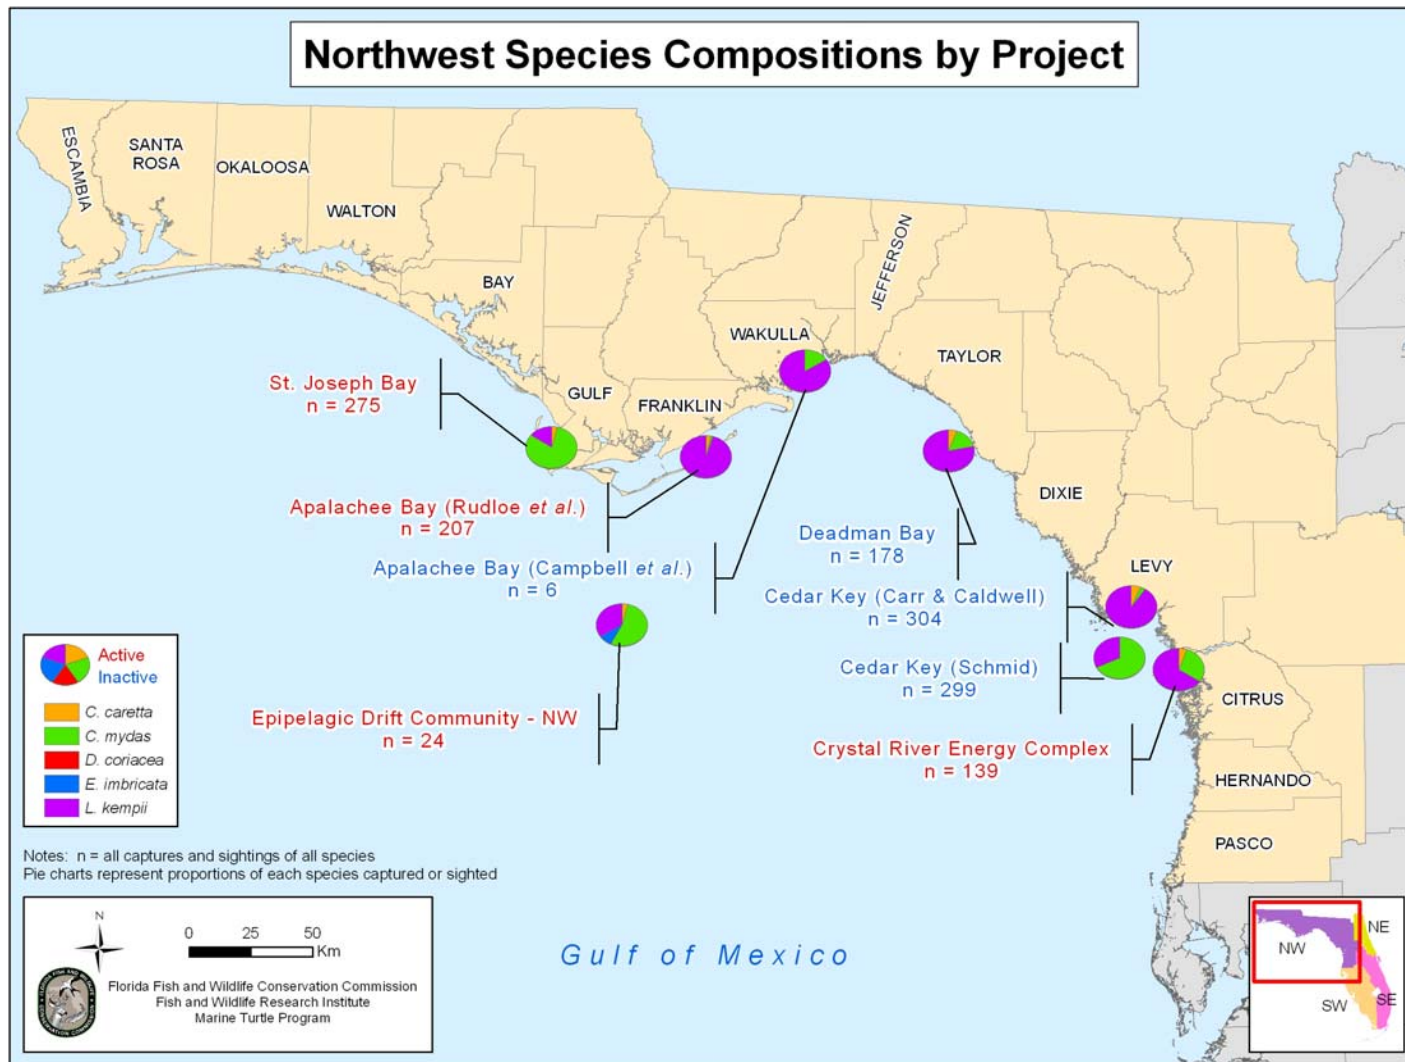 Northwest Species Compositions by Project
ESCAMBIA
SANTA
ROSA
OKALOOSA
WALTON
BAY
JEFFERSON
WAKULLA
TAYLOR
GULF
FRANKLIN
DIXIE
LEVY
CITRUS
HERNANDO
PASCO
St. Joseph Bay
n = 275
Apalachee Bay (Rudloe et al.)
n = 207
Apalachee Bay (Campbell et al.)
n = 6
Deadman Bay
n = 178
Cedar Key (Carr & Caldwell)
n = 304
Cedar Key (Schmid)
n = 299
Epipelagic Drift Community - NW
n = 24
Crystal River Energy Complex
n = 139
Active
Inactive
C. caretta
C. mydas
D. coriacea
E. imbricata
L. kempii
Notes: n = all captures and sightings of all species
Pie charts represent proportions of each species captured or sighted
N
0 25 50
Km
Florida Fish and Wildlife Conservation Commission
Fish and Wildlife Research Institute
Marine Turtle Program
Gulf of Mexico
NE
NW
SW
SE